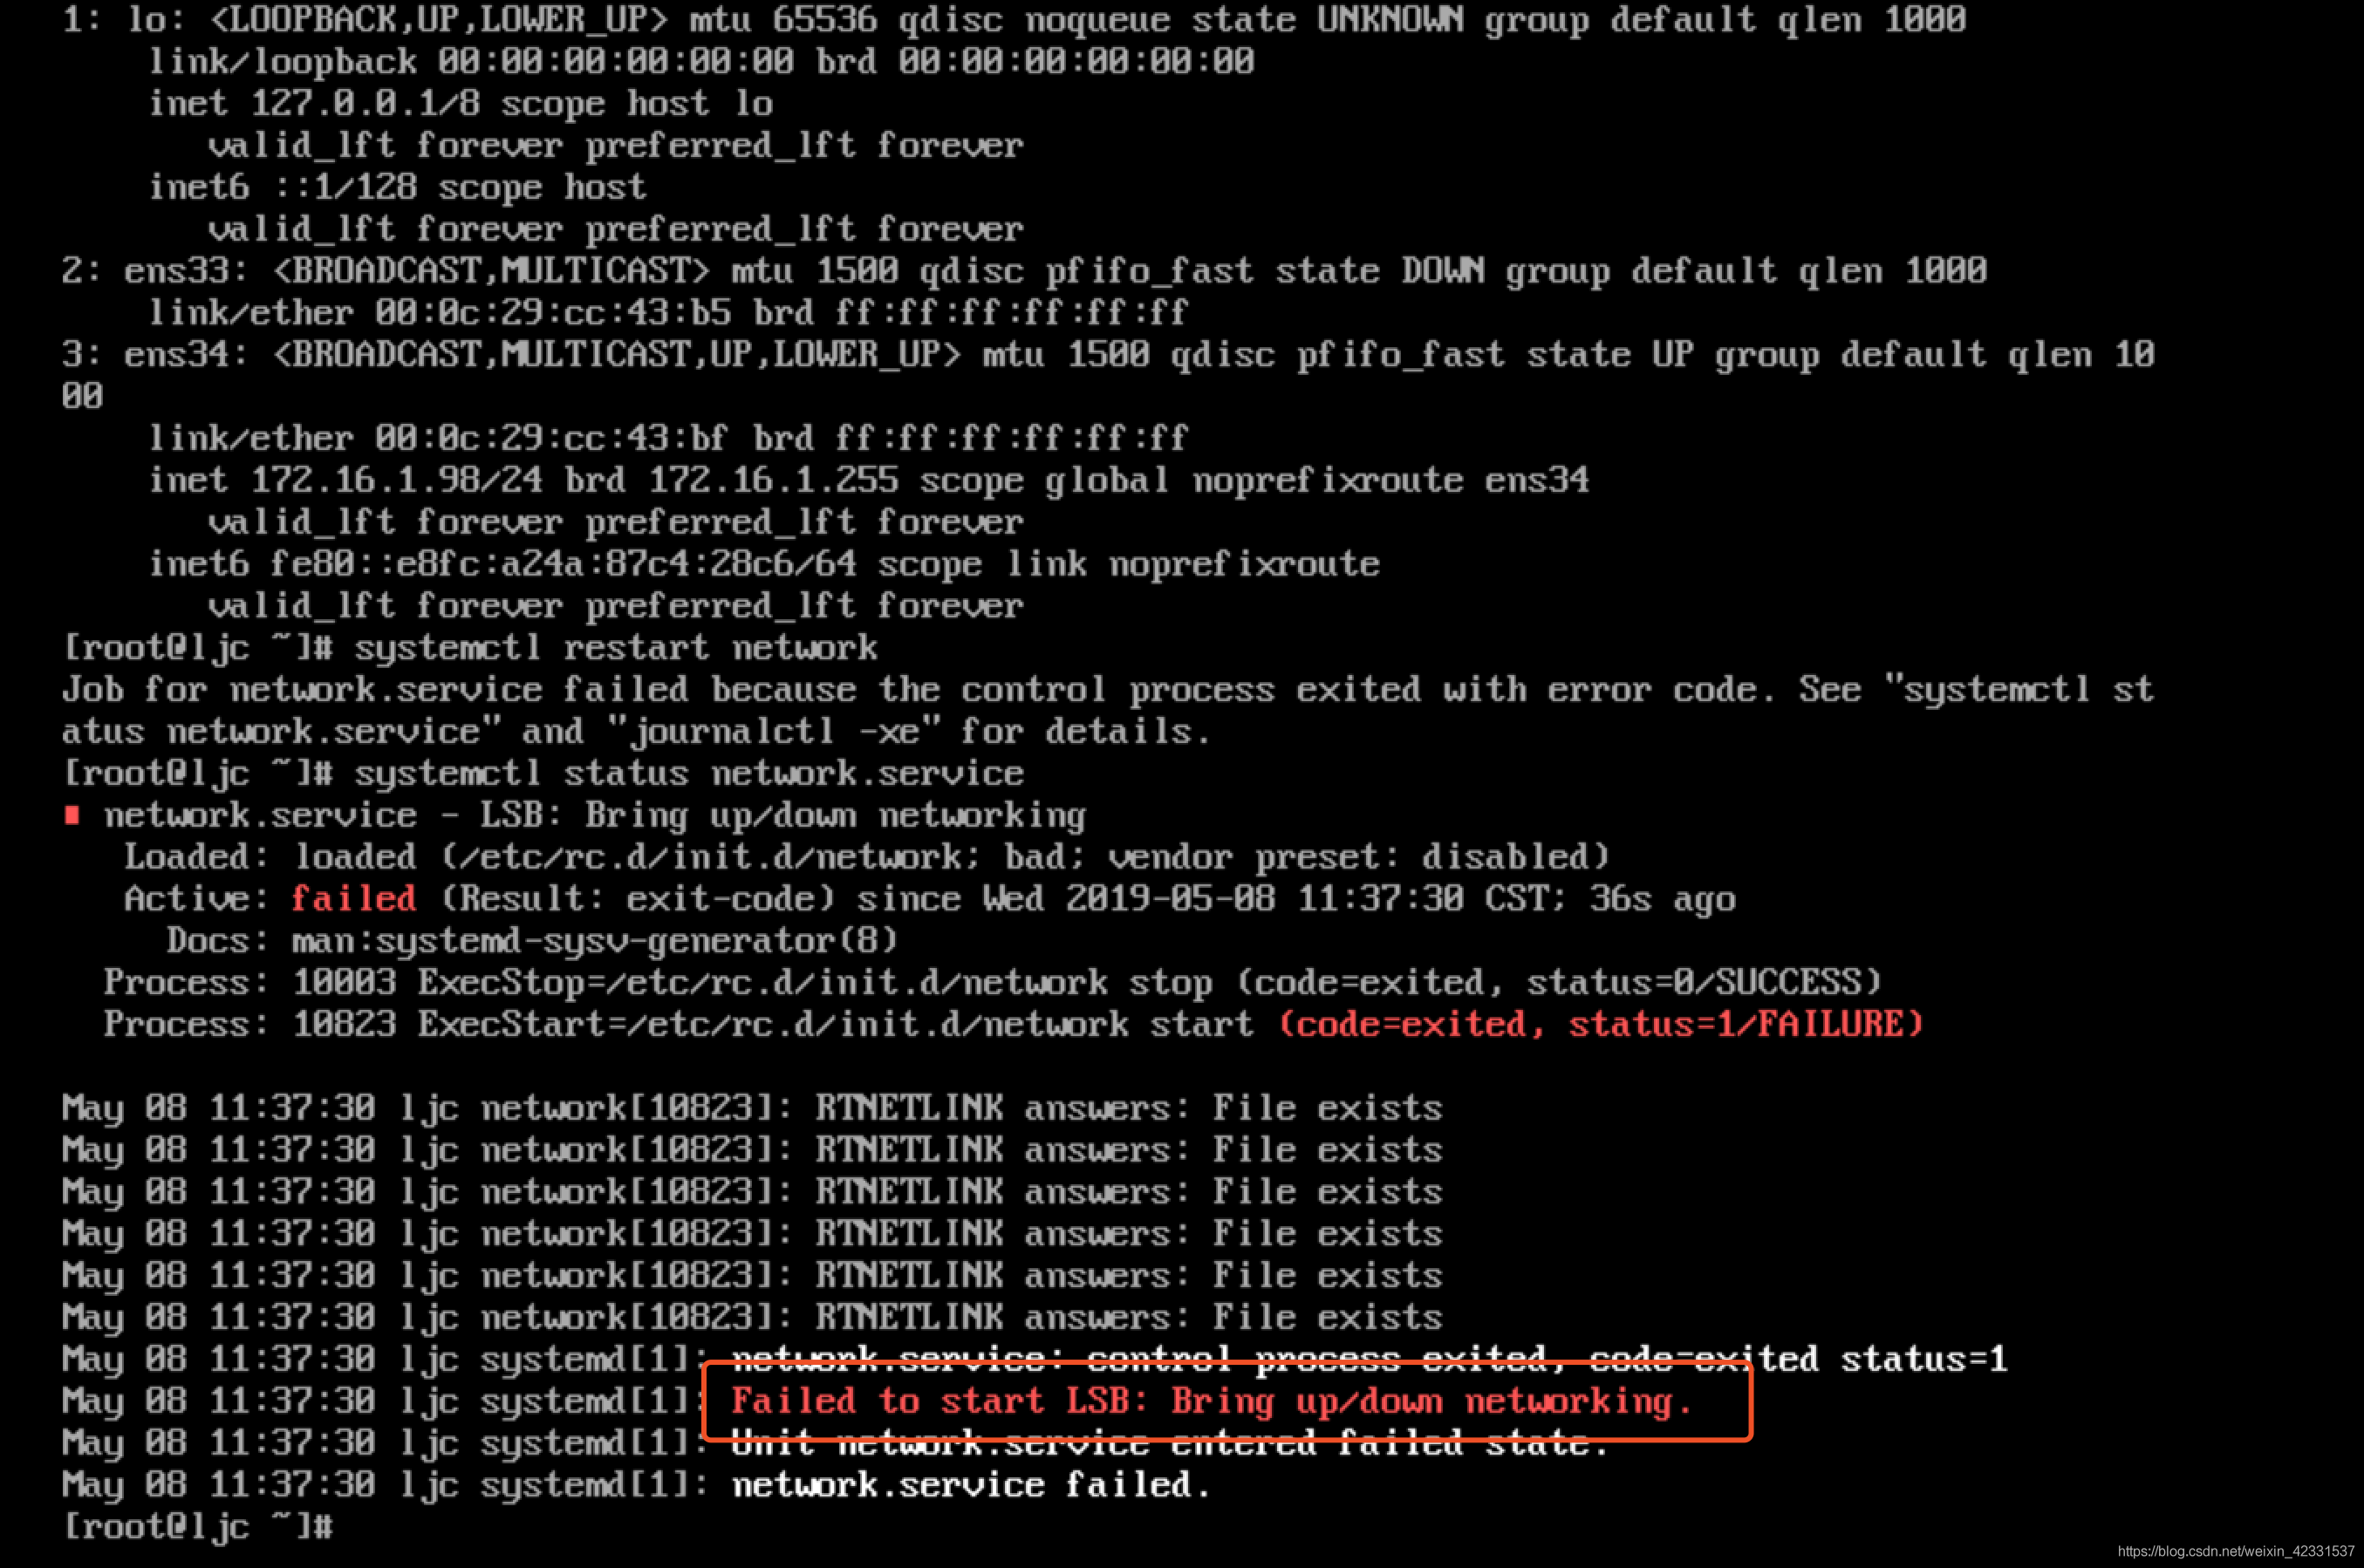 1: lo: <LOOPBACK,UP,LOWER_UP> mtu 65536 qdisc noqueue state UNKNOWN group default qlen 1000
    link/loopback 00:00:00:00:00:00 brd 00:00:00:00:00:00
    inet 127.0.0.1/8 scope host lo
       valid_lft forever preferred_lft forever
    inet6 ::1/128 scope host
       valid_lft forever preferred_lft forever
2: ens33: <BROADCAST,MULTICAST> mtu 1500 qdisc pfifo_fast state DOWN group default qlen 1000
    link/ether 00:0c:29:cc:43:b5 brd ff:ff:ff:ff:ff:ff
3: ens34: <BROADCAST,MULTICAST,UP,LOWER_UP> mtu 1500 qdisc pfifo_fast state UP group default qlen 10
00
    link/ether 00:0c:29:cc:43:bf brd ff:ff:ff:ff:ff:ff
    inet 172.16.1.98/24 brd 172.16.1.255 scope global noprefixroute ens34
       valid_lft forever preferred_lft forever
    inet6 fe80::e8fc:a24a:87c4:28c6/64 scope link noprefixroute
       valid_lft forever preferred_lft forever
[root@ljc ~]# systemctl restart network
Job for network.service failed because the control process exited with error code. See "systemctl st
atus network.service" and "journalctl -xe" for details.
[root@ljc ~]# systemctl status network.service
■ network.service - LSB: Bring up/down networking
   Loaded: loaded (/etc/rc.d/init.d/network; bad; vendor preset: disabled)
   Active: failed (Result: exit-code) since Wed 2019-05-08 11:37:30 CST; 36s ago
     Docs: man:systemd-sysv-generator(8)
  Process: 10003 ExecStop=/etc/rc.d/init.d/network stop (code=exited, status=0/SUCCESS)
  Process: 10823 ExecStart=/etc/rc.d/init.d/network start (code=exited, status=1/FAILURE)
May 08 11:37:30 ljc network[10823]: RTNETLINK answers: File exists
May 08 11:37:30 ljc network[10823]: RTNETLINK answers: File exists
May 08 11:37:30 ljc network[10823]: RTNETLINK answers: File exists
May 08 11:37:30 ljc network[10823]: RTNETLINK answers: File exists
May 08 11:37:30 ljc network[10823]: RTNETLINK answers: File exists
May 08 11:37:30 ljc network[10823]: RTNETLINK answers: File exists
May 08 11:37:30 ljc systemd[1]: network.service: control process exited, code=exited status=1
May 08 11:37:30 ljc systemd[1]: Failed to start LSB: Bring up/down networking.
May 08 11:37:30 ljc systemd[1]: Unit network.service entered failed state.
May 08 11:37:30 ljc systemd[1]: network.service failed.
[root@ljc ~]#
https://blog.csdn.net/weixin_42331537